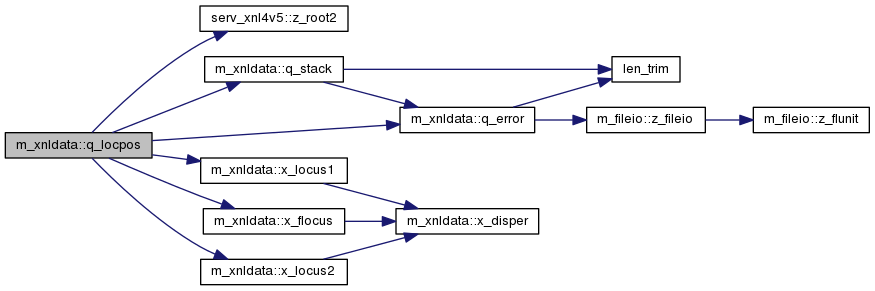 serv_xnl4v5::z_root2
m_xnldata::q_stack
len_trim
m_xnldata::q_error
m_fileio::z_fileio
m_fileio::z_flunit
m_xnldata::q_locpos
m_xnldata::x_locus1
m_xnldata::x_flocus
m_xnldata::x_disper
m_xnldata::x_locus2